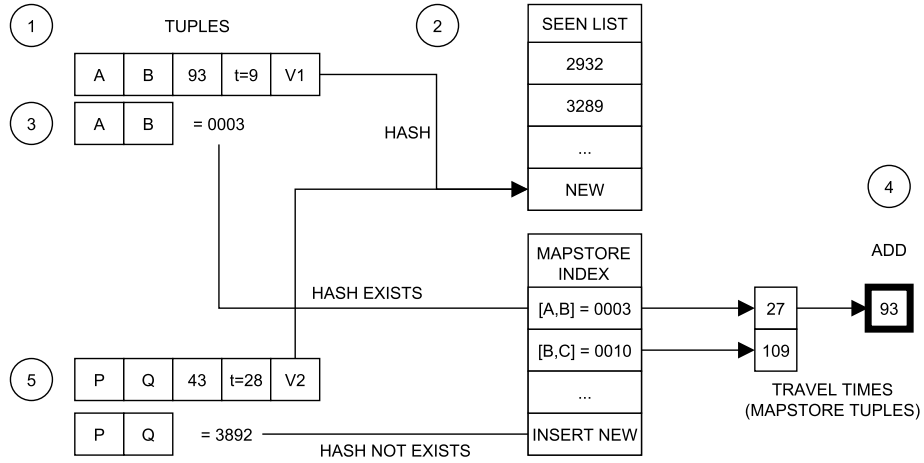 1
TUPLES
2
SEEN LIST
A B 93 t=9 V1
2932
3
A B = 0003
3289
HASH
...
NEW
4
ADD
MAPSTORE
INDEX
HASH EXISTS
[A,B] = 0003
27
93
[B,C] = 0010
109
5
P Q 43 t=28 V2
...
TRAVEL TIMES
(MAPSTORE TUPLES)
P Q = 3892
HASH NOT EXISTS
INSERT NEW